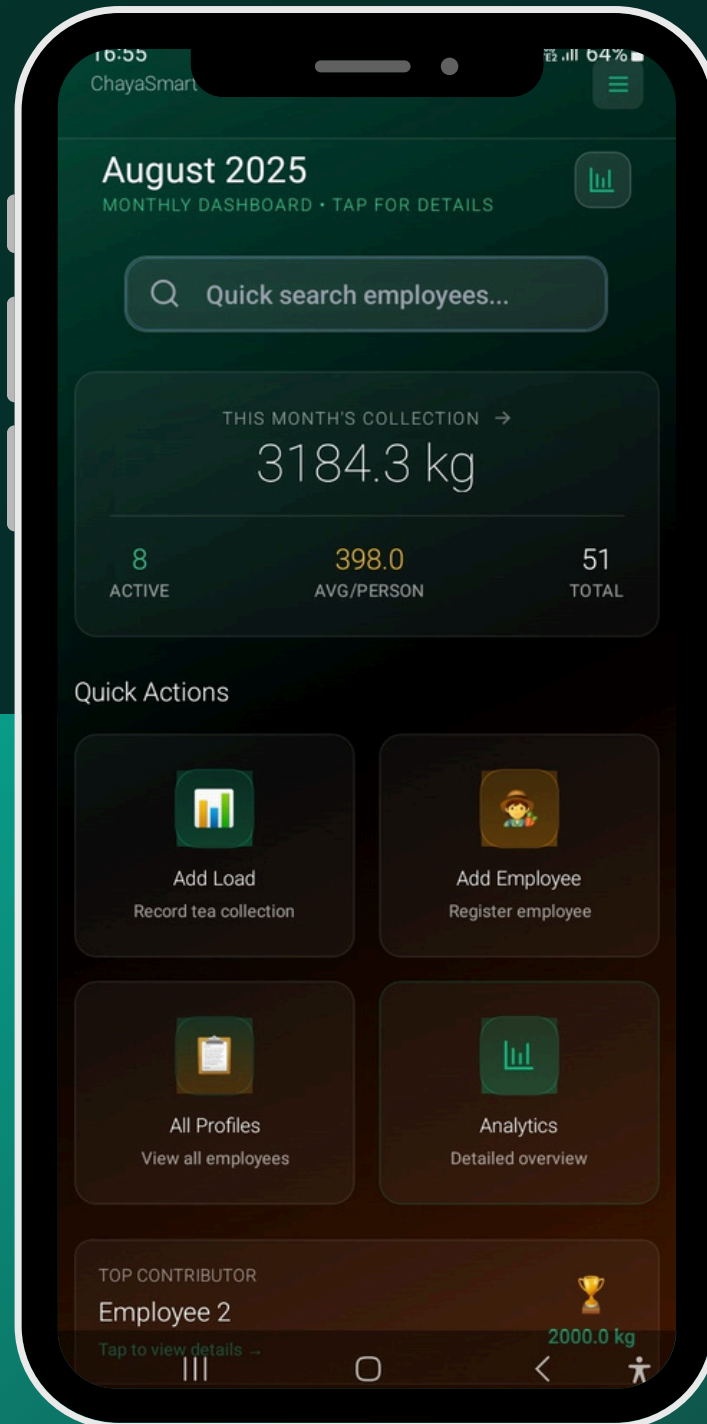 16:55 64%
ChayaSmart
August 2025
MONTHLY DASHBOARD • TAP FOR DETAILS
Quick search employees...
THIS MONTH'S COLLECTION →
3184.3 kg
8 398.0 51
ACTIVE AVG/PERSON TOTAL
Quick Actions
Add Load
Record tea collection
Add Employee
Register employee
All Profiles
View all employees
Analytics
Detailed overview
TOP CONTRIBUTOR
Employee 2
2000.0 kg
Tap to view details →